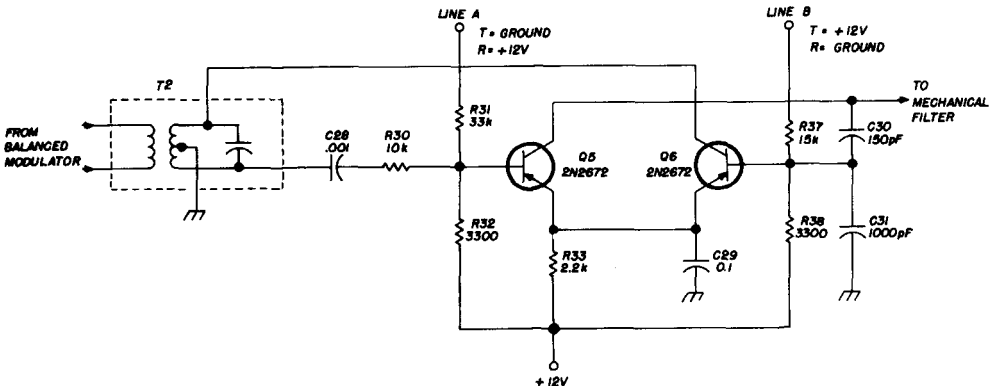 LINE A
T = GROUND
R = +12V
LINE B
T = +12V
R = GROUND
T2
FROM
BALANCED
MODULATOR
C28
.001
R30
10k
R31
33k
R32
3300
Q5
2N2672
Q6
2N2672
R33
2.2k
C29
0.1
R37
15k
R38
3300
C30
150pF
C31
1000pF
TO
MECHANICAL
FILTER
+12V